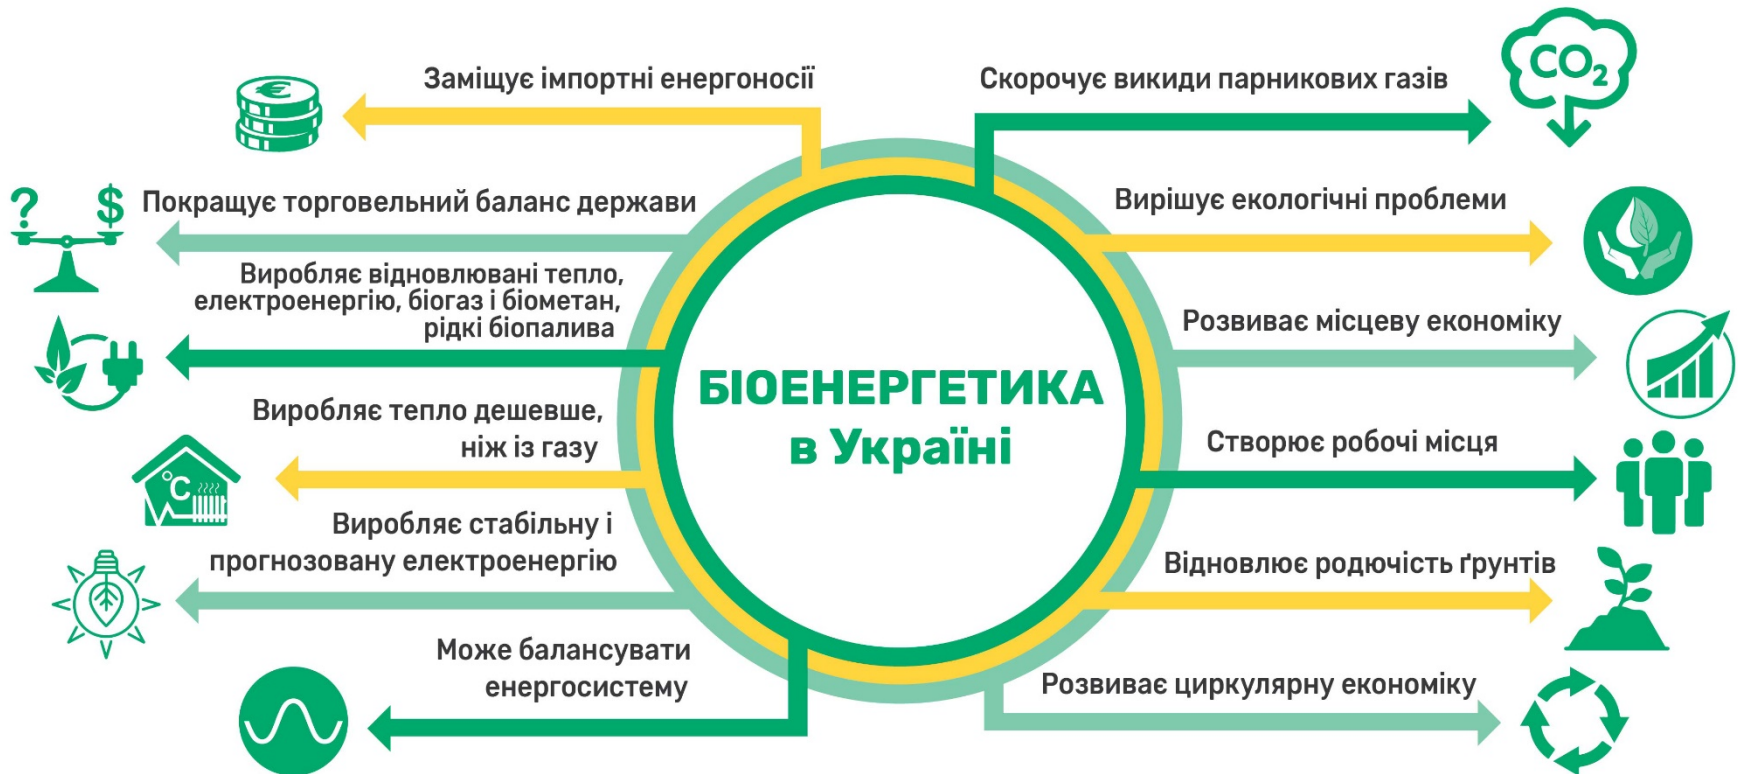 БІОЕНЕРГЕТИКА
в Україні
Заміщує імпортні енергоносії
Покращує торговельний баланс держави
Виробляє відновлювані тепло,
електроенергію, біогаз і біометан,
рідкі біопалива
Виробляє тепло дешевше,
ніж із газу
°C
Виробляє стабільну і
прогнозовану електроенергію
Може балансувати
енергосистему
Скорочує викиди парникових газів
CO₂
Вирішує екологічні проблеми
Розвиває місцеву економіку
Створює робочі місця
Відновлює родючість ґрунтів
Розвиває циркулярну економіку
€
? $